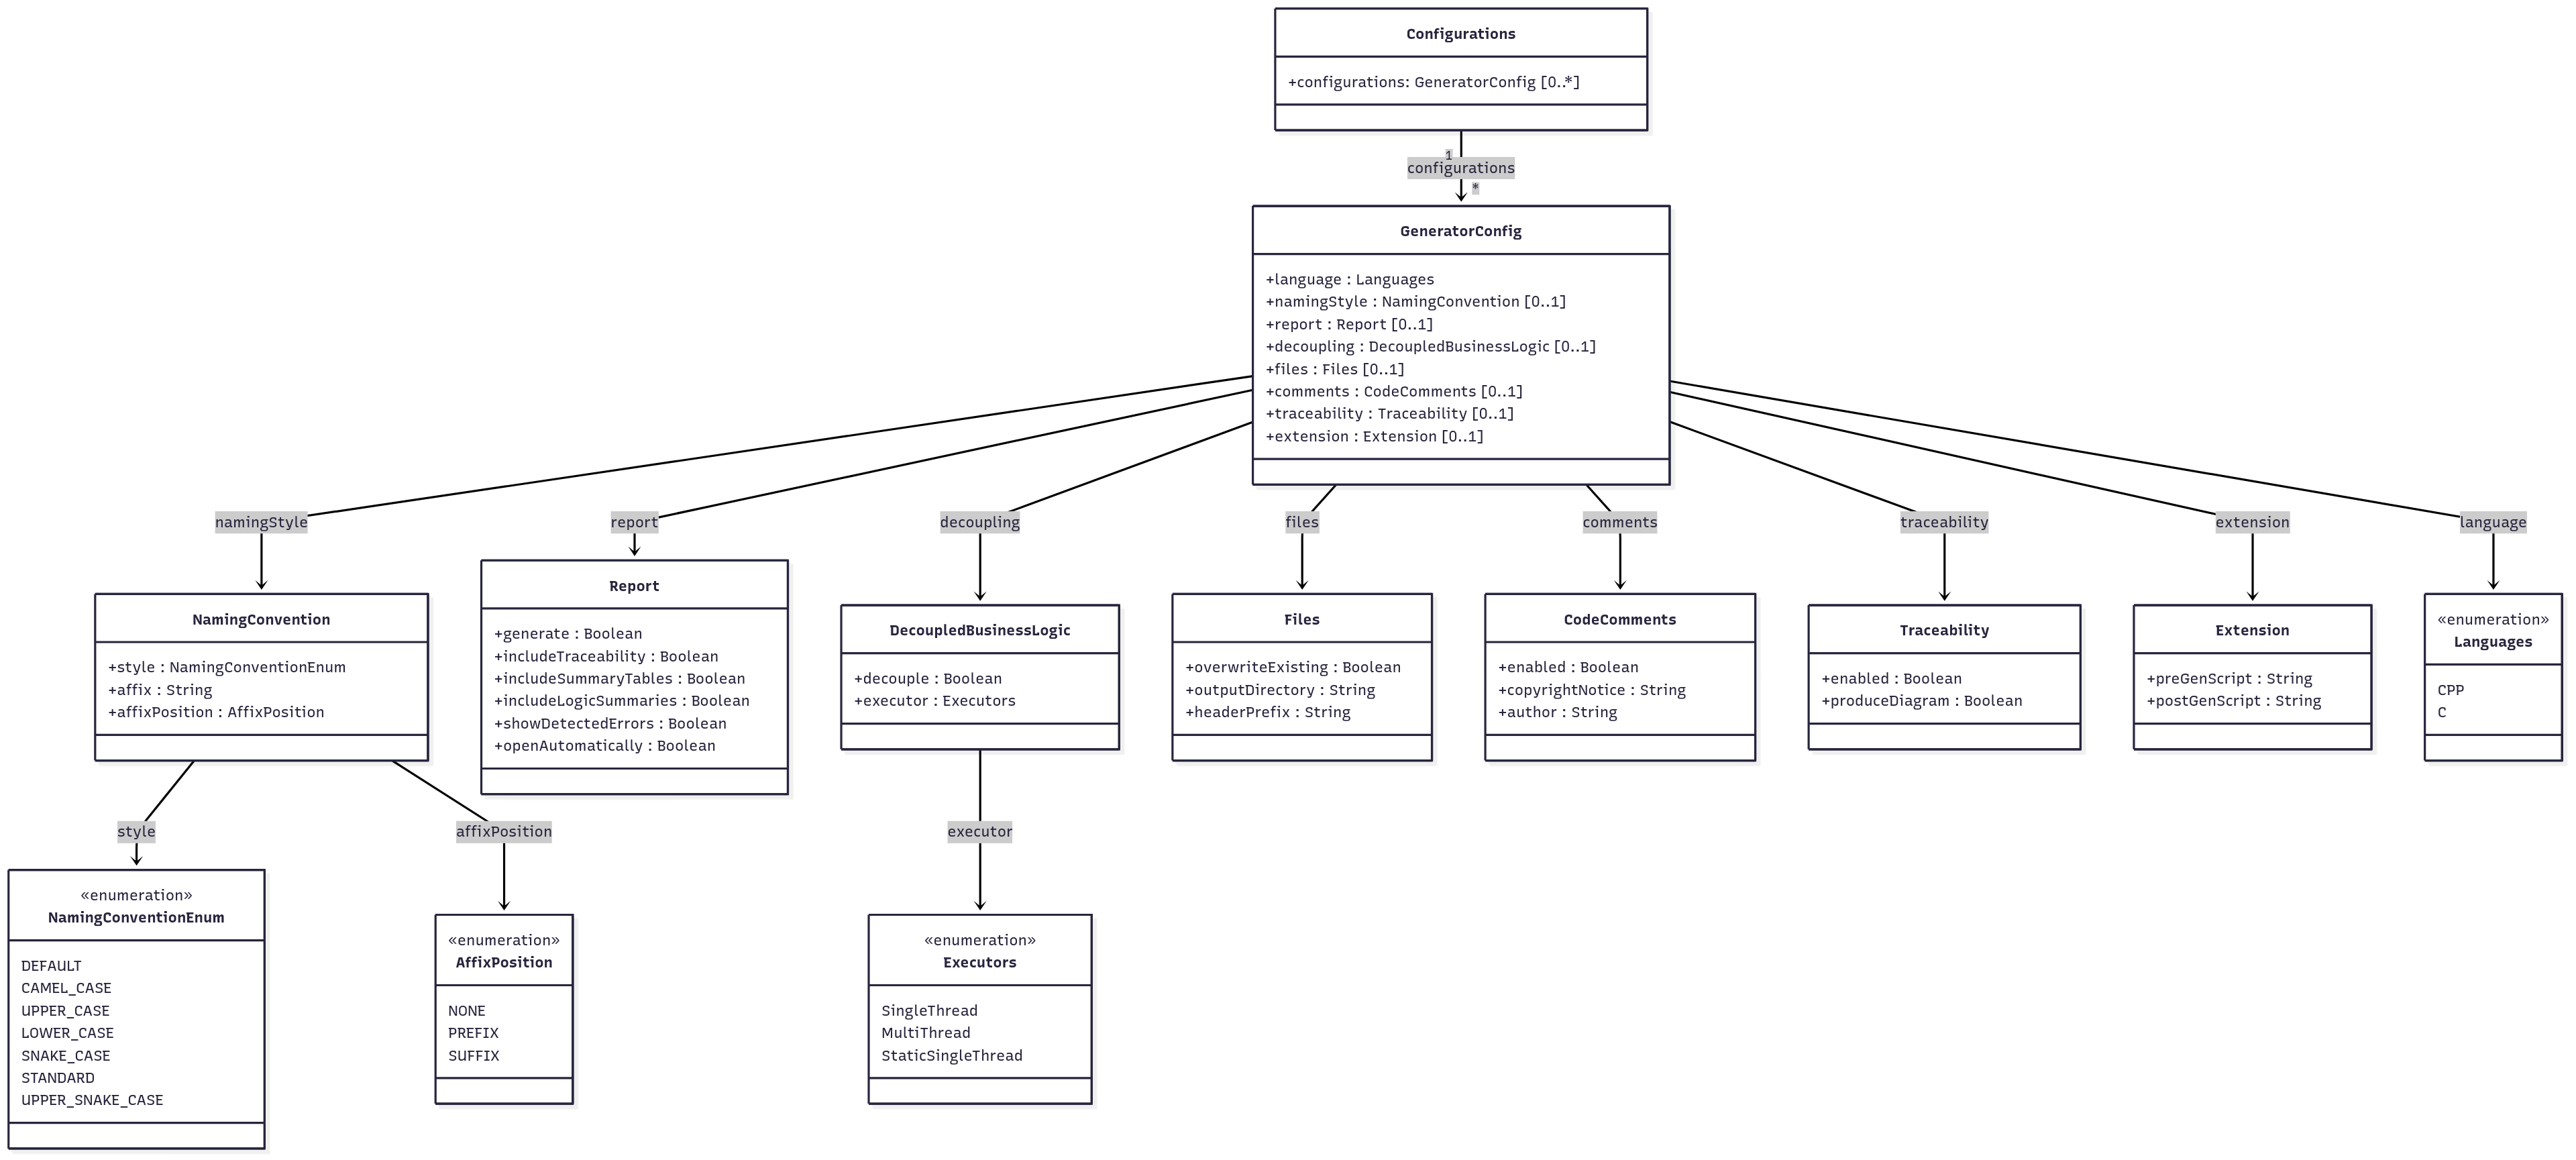 Configurations
+configurations: GeneratorConfig [0..*]
1
configurations
*
GeneratorConfig
+language : Languages
+namingStyle : NamingConvention [0..1]
+report : Report [0..1]
+decoupling : DecoupledBusinessLogic [0..1]
+files : Files [0..1]
+comments : CodeComments [0..1]
+traceability : Traceability [0..1]
+extension : Extension [0..1]
namingStyle
report
decoupling
files
comments
traceability
extension
language
NamingConvention
+style : NamingConventionEnum
+affix : String
+affixPosition : AffixPosition
Report
+generate : Boolean
+includeTraceability : Boolean
+includeSummaryTables : Boolean
+includeLogicSummaries : Boolean
+showDetectedErrors : Boolean
+openAutomatically : Boolean
DecoupledBusinessLogic
+decouple : Boolean
+executor : Executors
Files
+overwriteExisting : Boolean
+outputDirectory : String
+headerPrefix : String
CodeComments
+enabled : Boolean
+copyrightNotice : String
+author : String
Traceability
+enabled : Boolean
+produceDiagram : Boolean
Extension
+preGenScript : String
+postGenScript : String
«enumeration»
Languages
CPP
C
style
affixPosition
executor
«enumeration»
NamingConventionEnum
DEFAULT
CAMEL_CASE
UPPER_CASE
LOWER_CASE
SNAKE_CASE
STANDARD
UPPER_SNAKE_CASE
«enumeration»
AffixPosition
NONE
PREFIX
SUFFIX
«enumeration»
Executors
SingleThread
MultiThread
StaticSingleThread